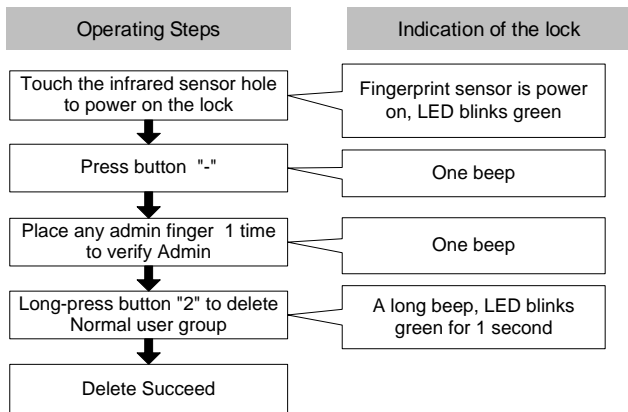 Operating Steps
Indication of the lock
Touch the infrared sensor hole
to power on the lock
Fingerprint sensor is power
on, LED blinks green
Press button "-"
One beep
Place any admin finger 1 time
to verify Admin
One beep
Long-press button "2" to delete
Normal user group
A long beep, LED blinks
green for 1 second
Delete Succeed